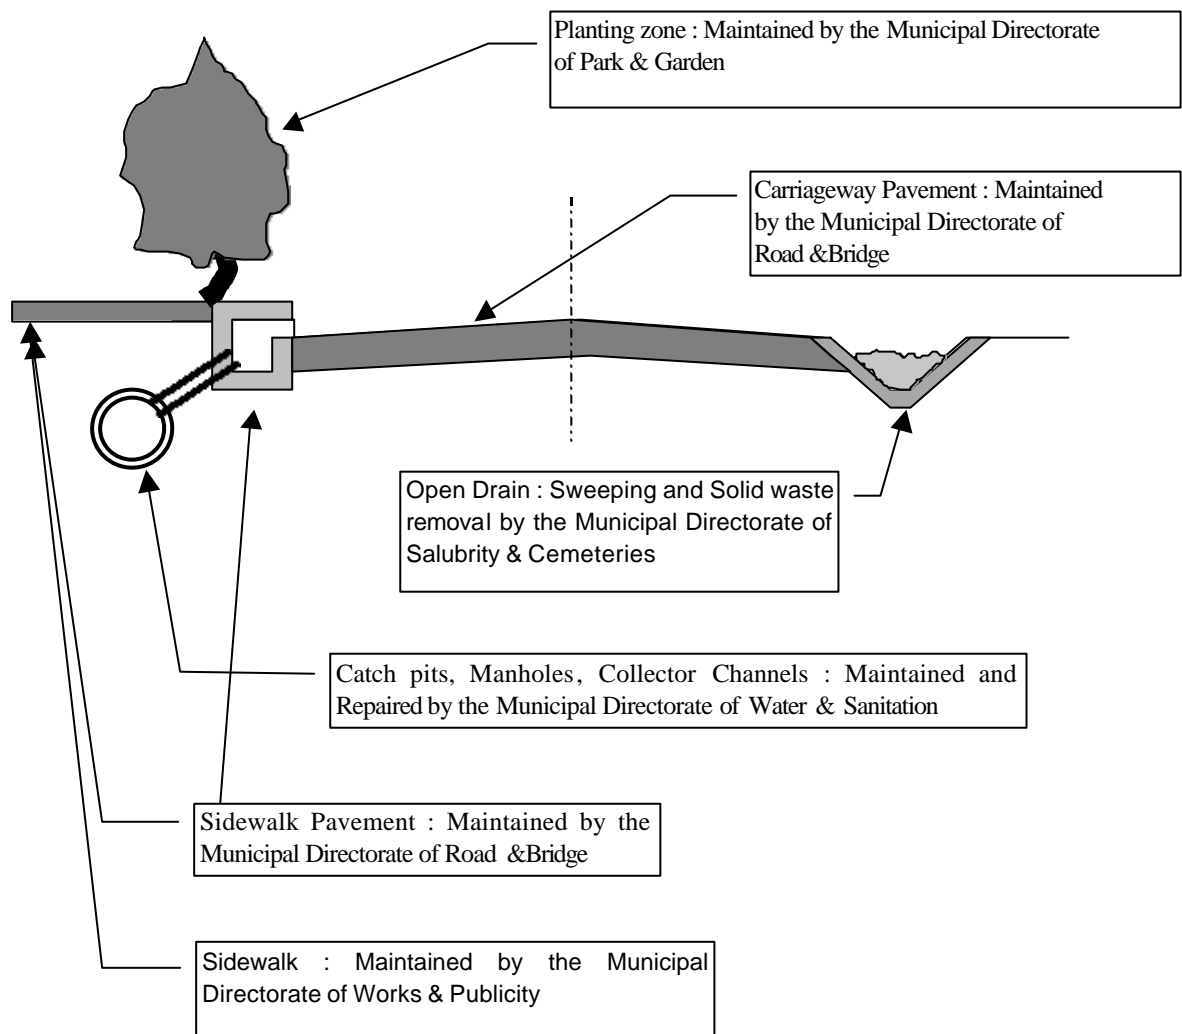 Planting zone : Maintained by the Municipal Directorate
of Park & Garden
Carriageway Pavement : Maintained
by the Municipal Directorate of
Road &Bridge
Open Drain : Sweeping and Solid waste
removal by the Municipal Directorate of
Salubrity & Cemeteries
Catch pits, Manholes, Collector Channels : Maintained and
Repaired by the Municipal Directorate of Water & Sanitation
Sidewalk Pavement : Maintained by the
Municipal Directorate of Road &Bridge
Sidewalk : Maintained by the Municipal
Directorate of Works & Publicity